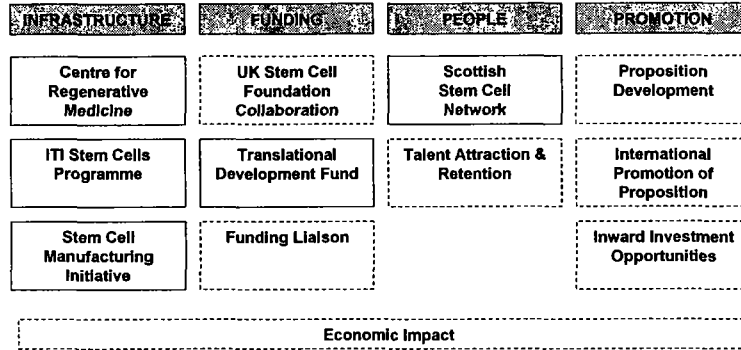 INFRASTRUCTURE
FUNDING
PEOPLE
PROMOTION
Centre for
Regenerative
Medicine
UK Stem Cell
Foundation
Collaboration
Scottish
Stem Cell
Network
Proposition
Development
ITI Stem Cells
Programme
Translational
Development Fund
Talent Attraction &
Retention
International
Promotion of
Proposition
Stem Cell
Manufacturing
Initiative
Funding Liaison
Inward Investment
Opportunities
Economic Impact